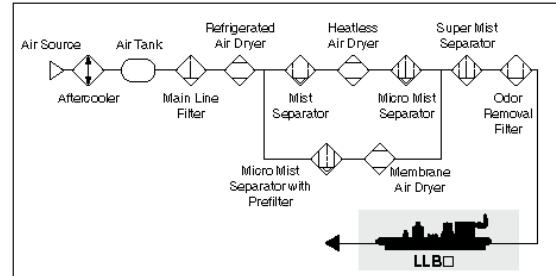 Refrigerated
Air Dryer
Heatless
Air Dryer
Super Mist
Separator
Air Source
Air Tank
Aftercooler
Main Line
Filter
Mist
Separator
Micro Mist
Separator
Odor
Removal
Filter
Micro Mist
Separator with
Prefilter
Membrane
Air Dryer
LLB□